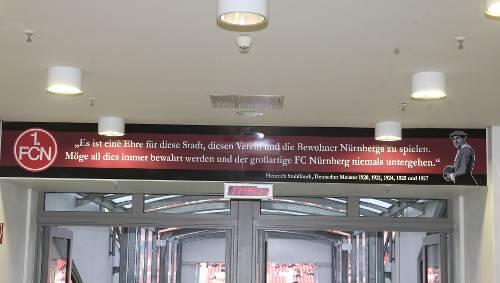 1.
FCN
„Es ist eine Ehre für diese Stadt, diesen Verein und die Bewohner Nürnbergs zu spielen.
Möge all dies immer bewahrt werden und der großartige FC Nürnberg niemals untergehen.“
Heinrich Stuhlfauth, Deutscher Meister 1920, 1921, 1924, 1925 und 1927